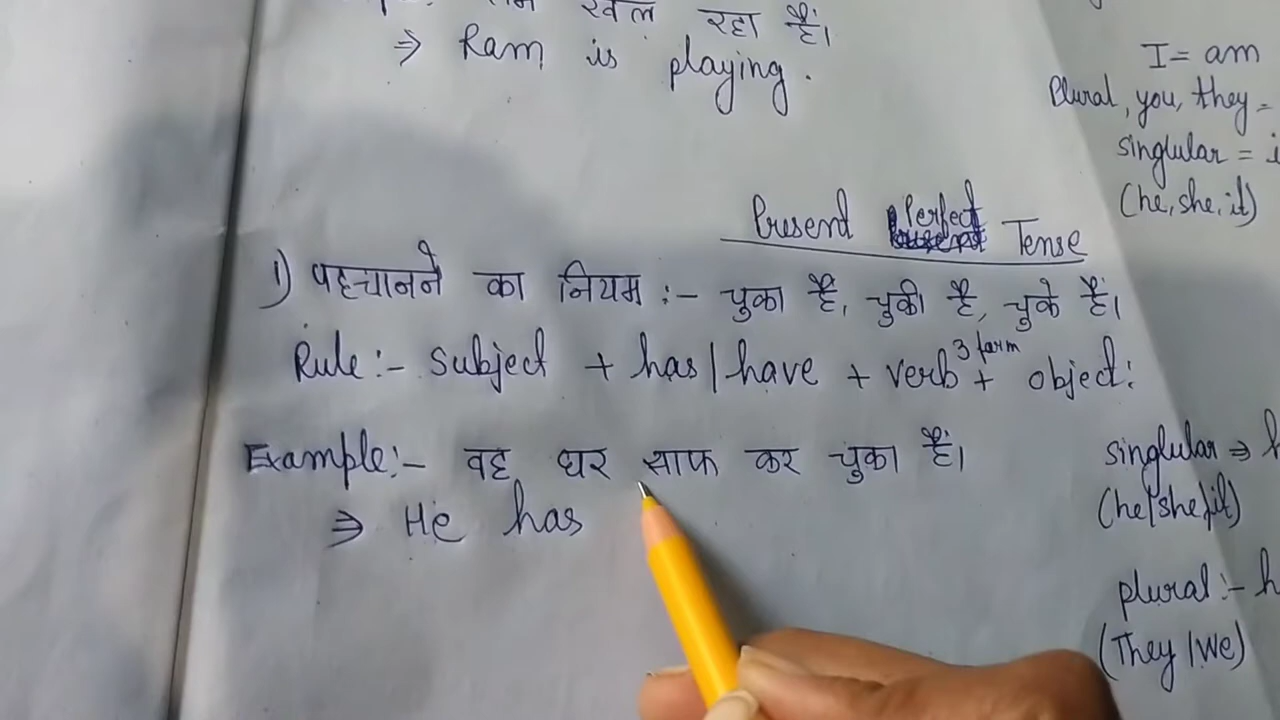 खेल रहा हैं।
⇒ Ram is playing.
I = am
Plural, you, they =
singlular =
(he, she, it)
Present Perfect Tense
1) पहचानने का नियम :- चुका है, चुकी है, चुके हैं।
Rule:- Subject + has/have + verb 3 form + object:
Example:- वह घर साफ कर चुका हैं।
⇒ He has
singlular ⇒
(he/she/it)
plural :-
(They/We)